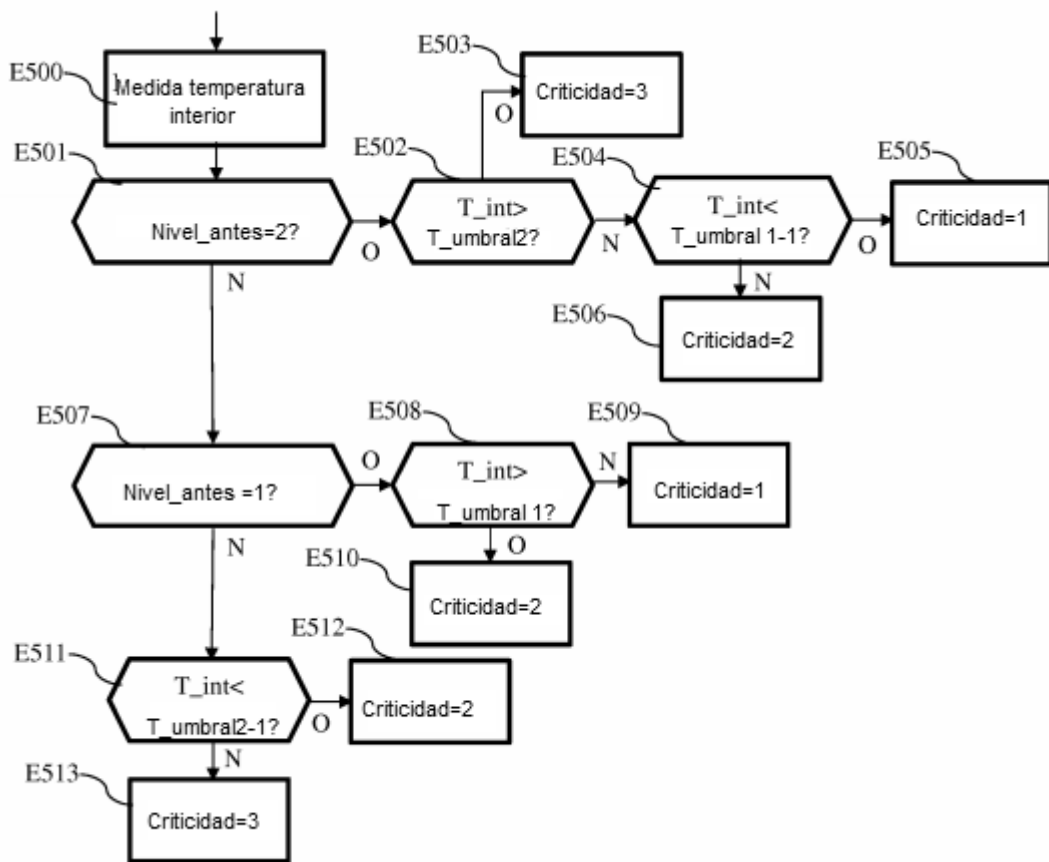 E500
Medida temperatura
interior
E501
Nivel_antes=2?
O
N
E502
T_int>
T_umbral2?
O
N
E503
Criticidad=3
E504
T_int<
T_umbral 1-1?
O
N
E505
Criticidad=1
E506
Criticidad=2
E507
Nivel_antes =1?
O
N
E508
T_int>
T_umbral 1?
N
O
E509
Criticidad=1
E510
Criticidad=2
E511
T_int<
T_umbral2-1?
O
N
E512
Criticidad=2
E513
Criticidad=3